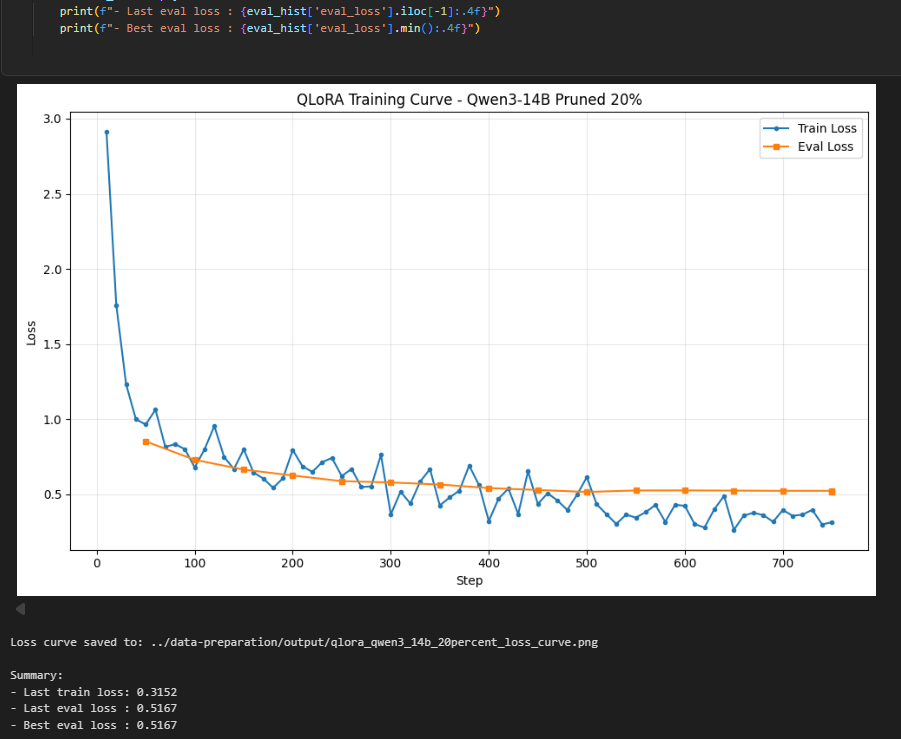 print(f"- Last eval loss : {eval_hist['eval_loss'].iloc[-1]:.4f}")
print(f"- Best eval loss : {eval_hist['eval_loss'].min():.4f}")
QLoRA Training Curve - Qwen3-14B Pruned 20%
Train Loss
Eval Loss
3.0
2.5
2.0
1.5
1.0
0.5
Loss
0 100 200 300 400 500 600 700
Step
Loss curve saved to: ../data-preparation/output/qlora_qwen3_14b_20percent_loss_curve.png
Summary:
- Last train loss: 0.3152
- Last eval loss : 0.5167
- Best eval loss : 0.5167